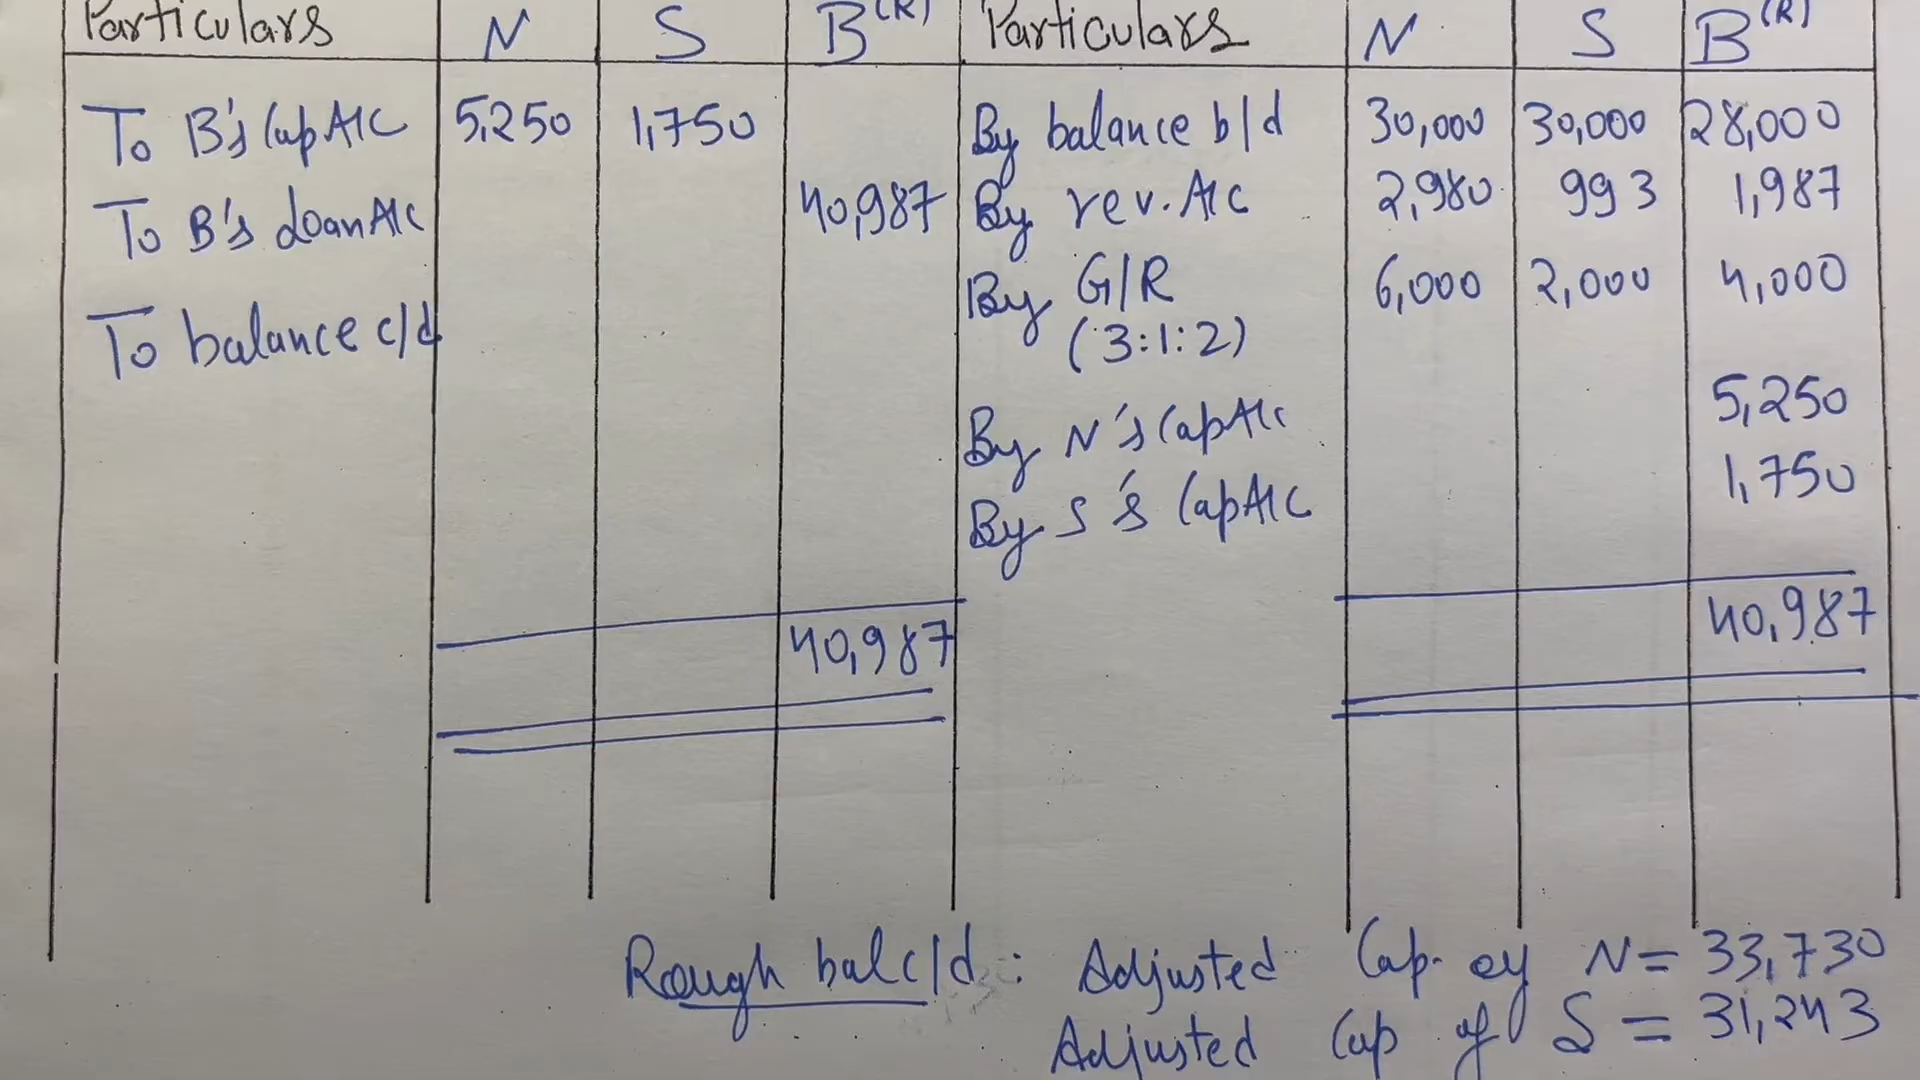 Particulars N S B(R) Particulars N S B(R)
To B's Cap A/C 5,250 1,750 By balance b/d 30,000 30,000 28,000
To B's Loan A/C 40,987 By rev. A/C 2,980 993 1,987
To balance c/d By G/R 6,000 2,000 4,000
(3:1:2)
By N's Cap A/C 5,250
By S's Cap A/C 1,750
40,987 40,987
Rough bal c/d : Adjusted Cap. of N = 33,730
Adjusted Cap of S = 31,243